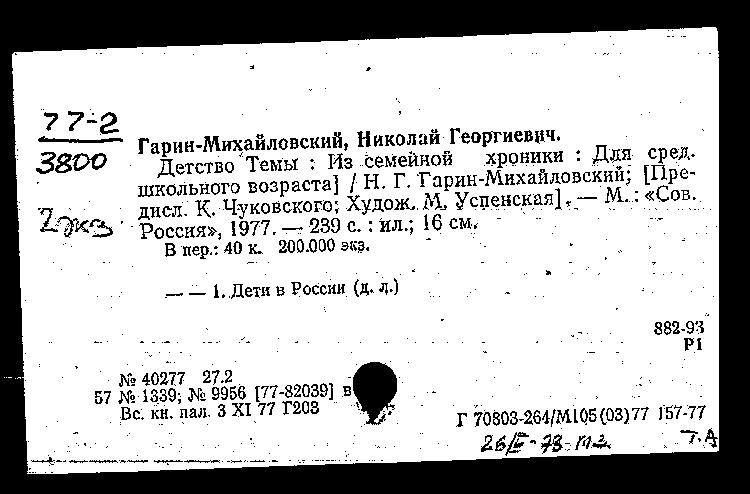 77-2
3800
2 экз
Гарин-Михайловский, Николай Георгиевич.
Детство Темы : Из семейной хроники : Для сред.
школьного возраста] / Н. Г. Гарин-Михайловский; [Пре-
дисл. К. Чуковского; Худож. М. Успенская]. — М. : «Сов.
Россия», 1977. — 239 с. : ил.; 16 см.
В пер.: 40 к. 200.000 экз.
— — 1. Дети в России (д. л.)
882-93
Р1
№ 40277 27.2
57 № 1339; № 9956 [77-82039] в
Вс. кн. пал. 3 XI 77 Г203
Г 70803-264/М105(03)77 157-77
Т.А